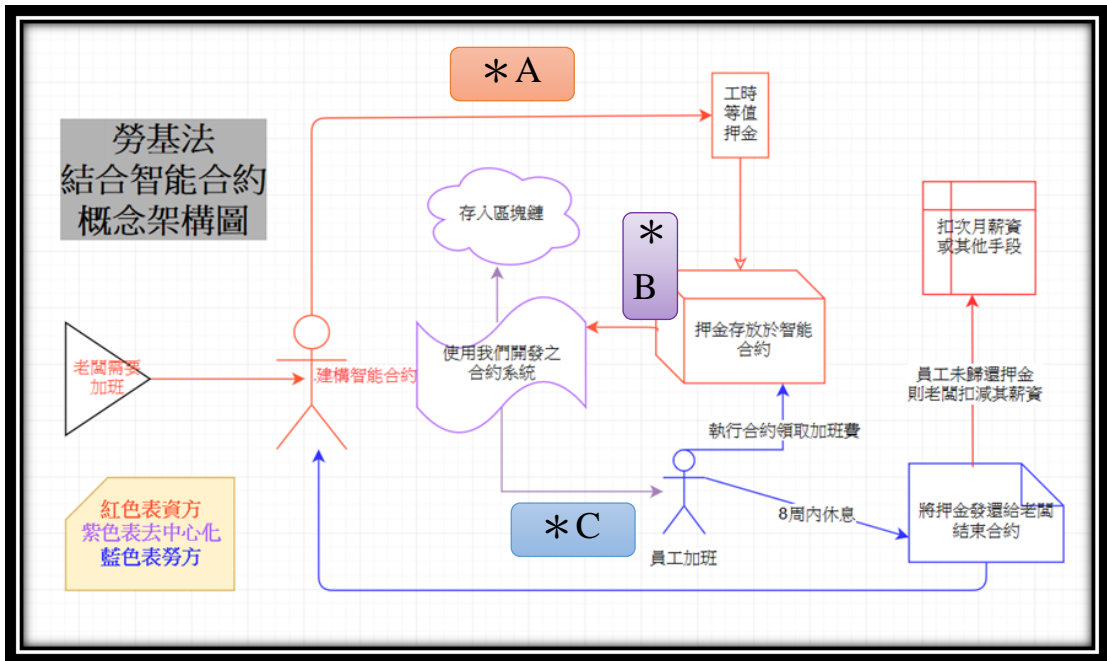 ＊A
工時
等值
押金
勞基法
結合智能合約
概念架構圖
存入區塊鏈
＊
B
扣次月薪資
或其他手段
老闆需要
加班
建構智能合約
使用我們開發之
合約系統
押金存放於智能
合約
員工未歸還押金
則老闆扣減其薪資
執行合約領取加班費
紅色表資方
紫色表去中心化
藍色表勞方
＊C
員工加班
8周內休息
將押金發還給老闆
結束合約